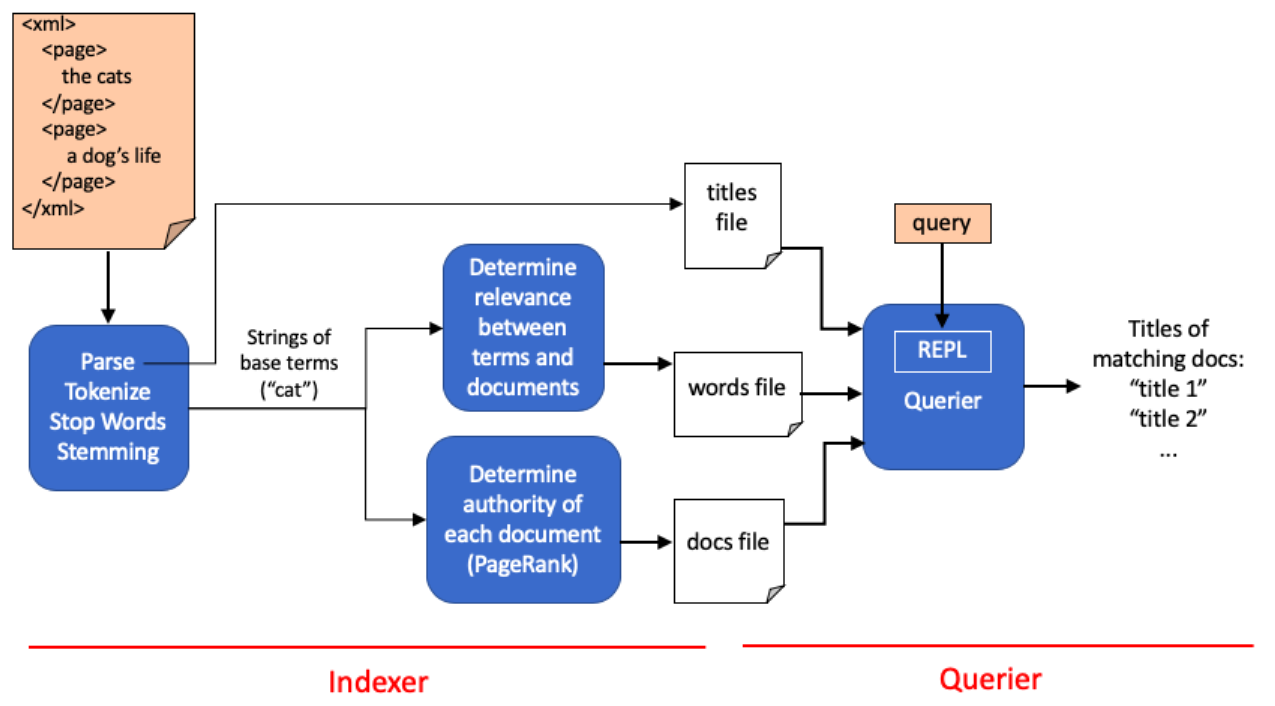 <xml>
<page>
the cats
</page>
<page>
a dog’s life
</page>
</xml>
Parse
Tokenize
Stop Words
Stemming
Strings of
base terms
(“cat”)
Determine
relevance
between
terms and
documents
Determine
authority of
each document
(PageRank)
titles
file
words file
docs file
query
REPL
Querier
Titles of
matching docs:
“title 1”
“title 2”
...
Indexer
Querier